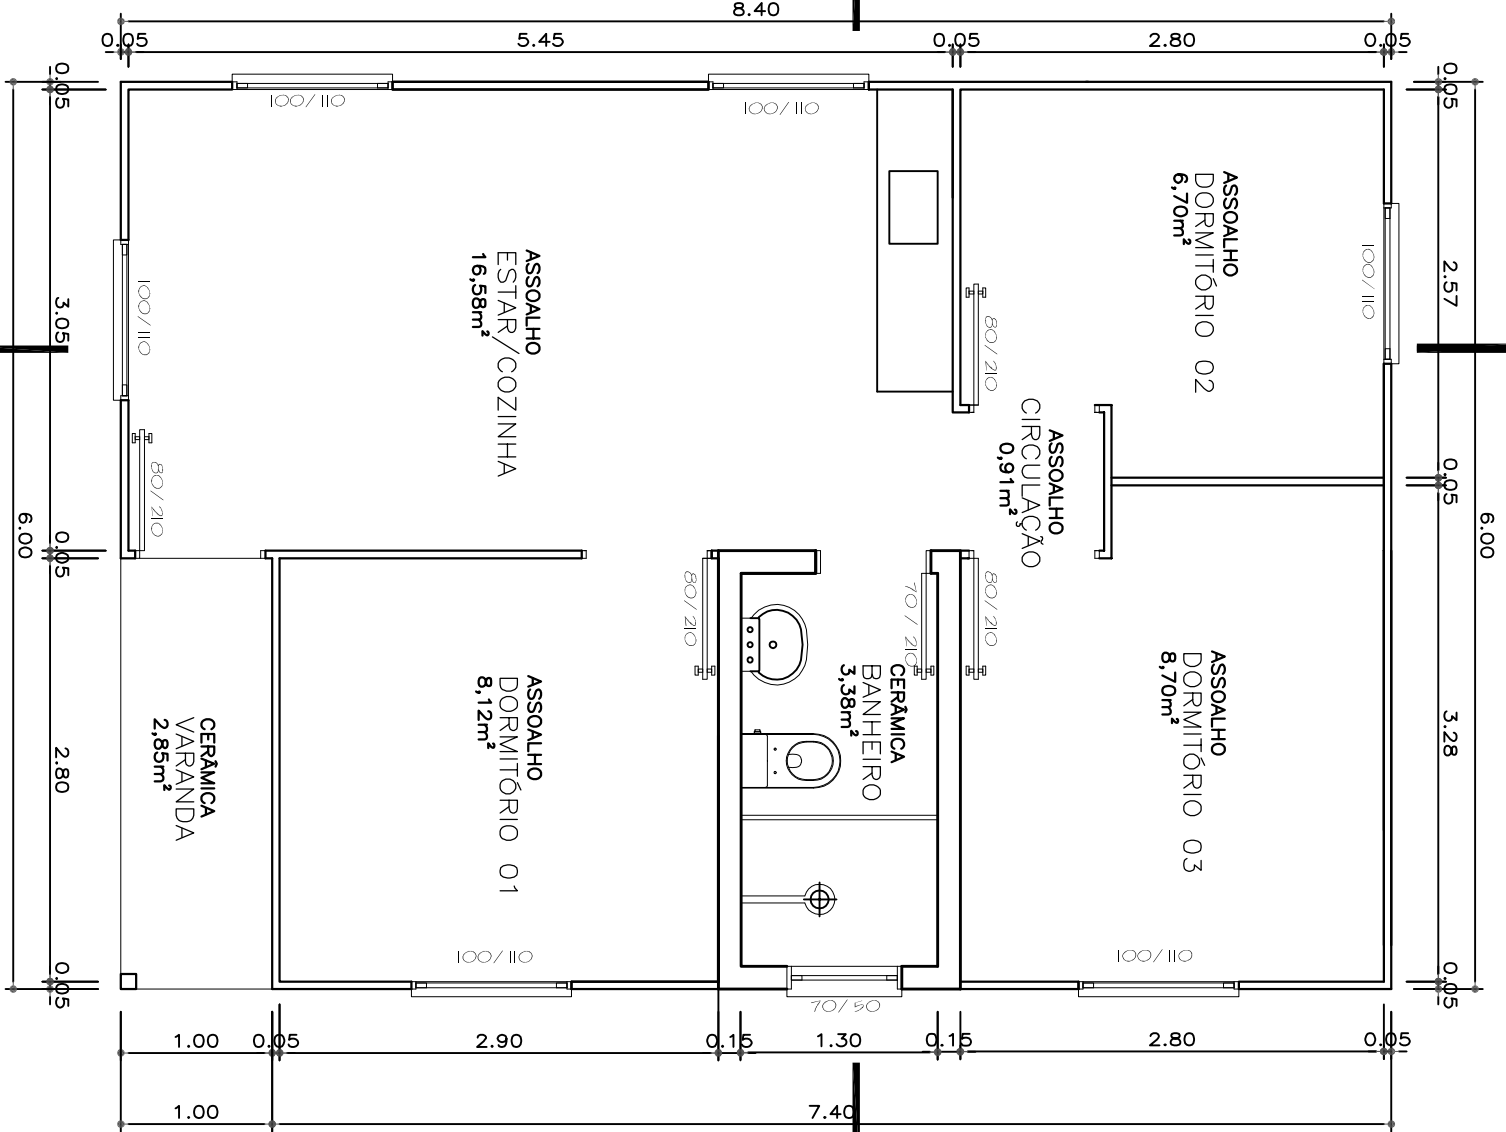 8.40
0.05
5.45
0.05
2.80
0.05
0.05
0.05
100/110
100/110
ASSOALHO
DORMITÓRIO 02
6,70m²
100/110
2.57
ASSOALHO
ESTAR/COZINHA
16,58m²
100/110
3.05
80/210
80/210
ASSOALHO
CIRCULAÇÃO
0,91m²
0.05
6.00
0.05
6.00
80/210
70/210
80/210
CERÂMICA
BANHEIRO
3,38m²
ASSOALHO
DORMITÓRIO 03
8,70m²
3.28
ASSOALHO
DORMITÓRIO 01
8,12m²
CERÂMICA
VARANDA
2,85m²
2.80
100/110
100/110
0.05
0.05
70/50
1.00
0.05
2.90
0.15
1.30
0.15
2.80
0.05
1.00
7.40